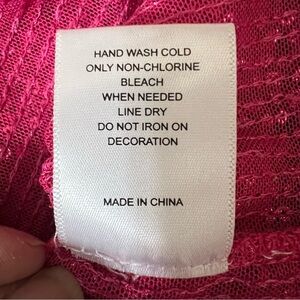 HAND WASH COLD
ONLY NON-CHLORINE
BLEACH
WHEN NEEDED
LINE DRY
DO NOT IRON ON
DECORATION
MADE IN CHINA